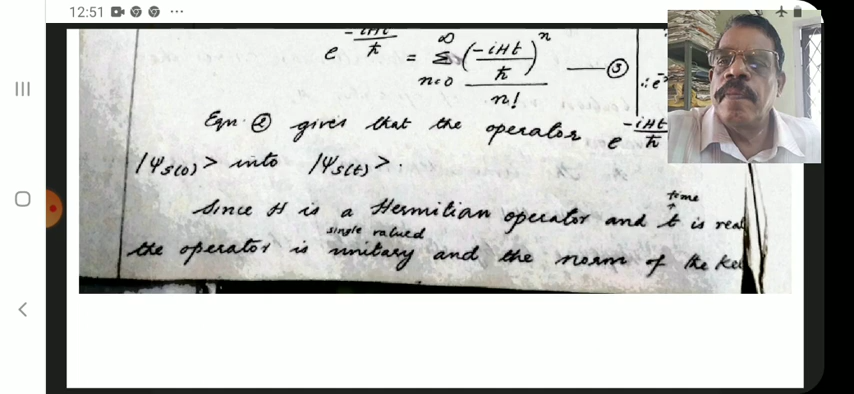 12:51
e^{-iHt/ħ} = Σ_{n=0}^{∞} (-iHt/ħ)^n / n! —— ③
∴ e
Eqn. ② gives that the operator e^{-iHt/ħ}
|Ψs(0)> into |Ψs(t)>.
time
Since H is a Hermitian operator and t is real
single valued
the operator is unitary and the norm of the Ke